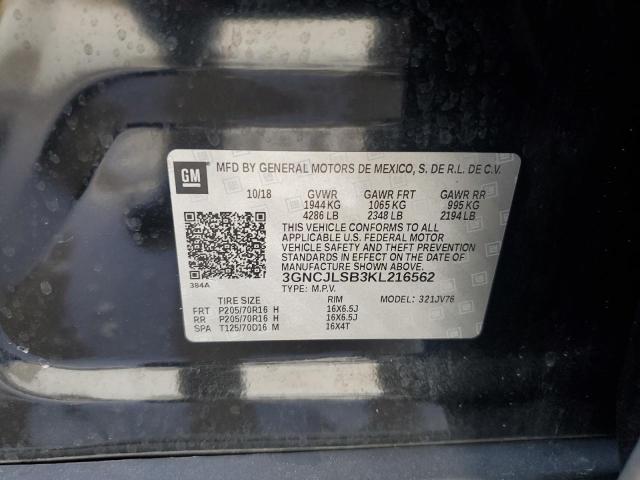 GM
MFD BY GENERAL MOTORS DE MEXICO, S. DE R.L. DE C.V.
10/18 GVWR GAWR FRT GAWR RR
1944 KG 1065 KG 995 KG
4286 LB 2348 LB 2194 LB
THIS VEHICLE CONFORMS TO ALL
APPLICABLE U.S. FEDERAL MOTOR
VEHICLE SAFETY AND THEFT PREVENTION
STANDARDS IN EFFECT ON THE DATE OF
MANUFACTURE SHOWN ABOVE.
384A
3GNCJLSB3KL216562
TYPE: M.P.V.
TIRE SIZE RIM MODEL: 321JV76
FRT P205/70R16 H 16X6.5J
RR P205/70R16 H 16X6.5J
SPA T125/70D16 M 16X4T